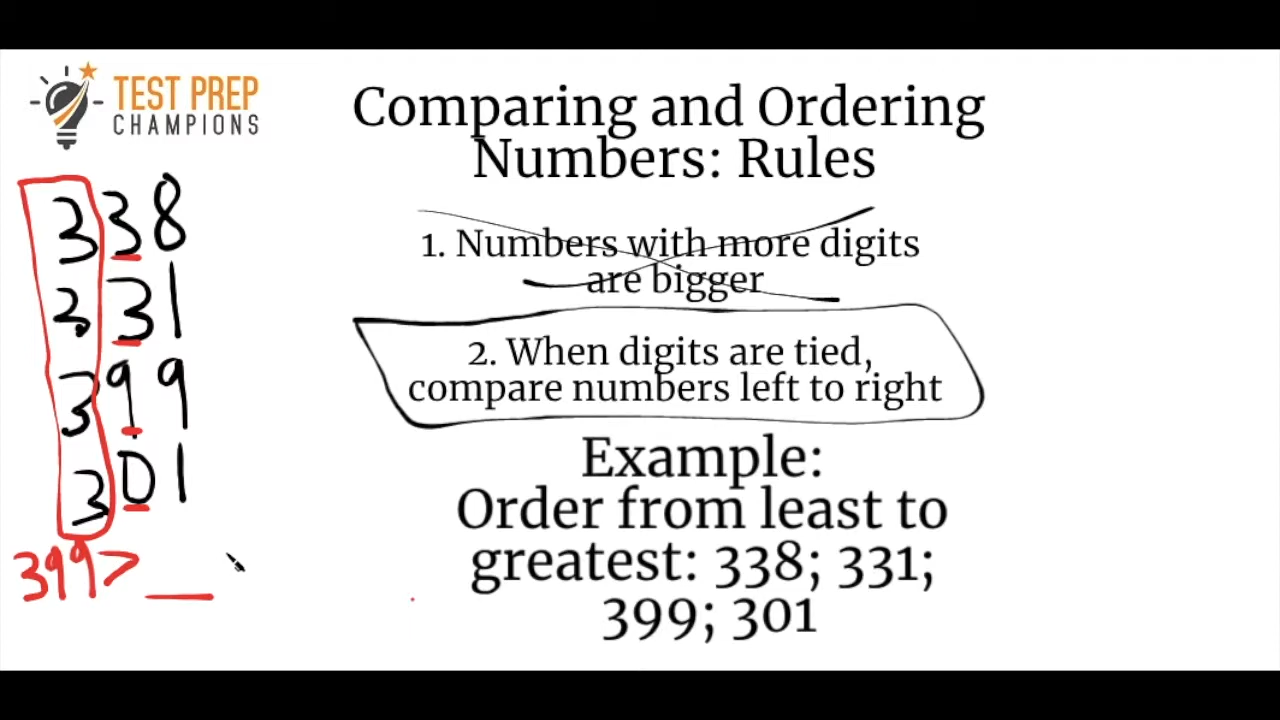 TEST PREP
CHAMPIONS
Comparing and Ordering
Numbers: Rules
1. Numbers with more digits
are bigger
2. When digits are tied,
compare numbers left to right
Example:
Order from least to
greatest: 338; 331;
399; 301
338
331
399
301
399> __